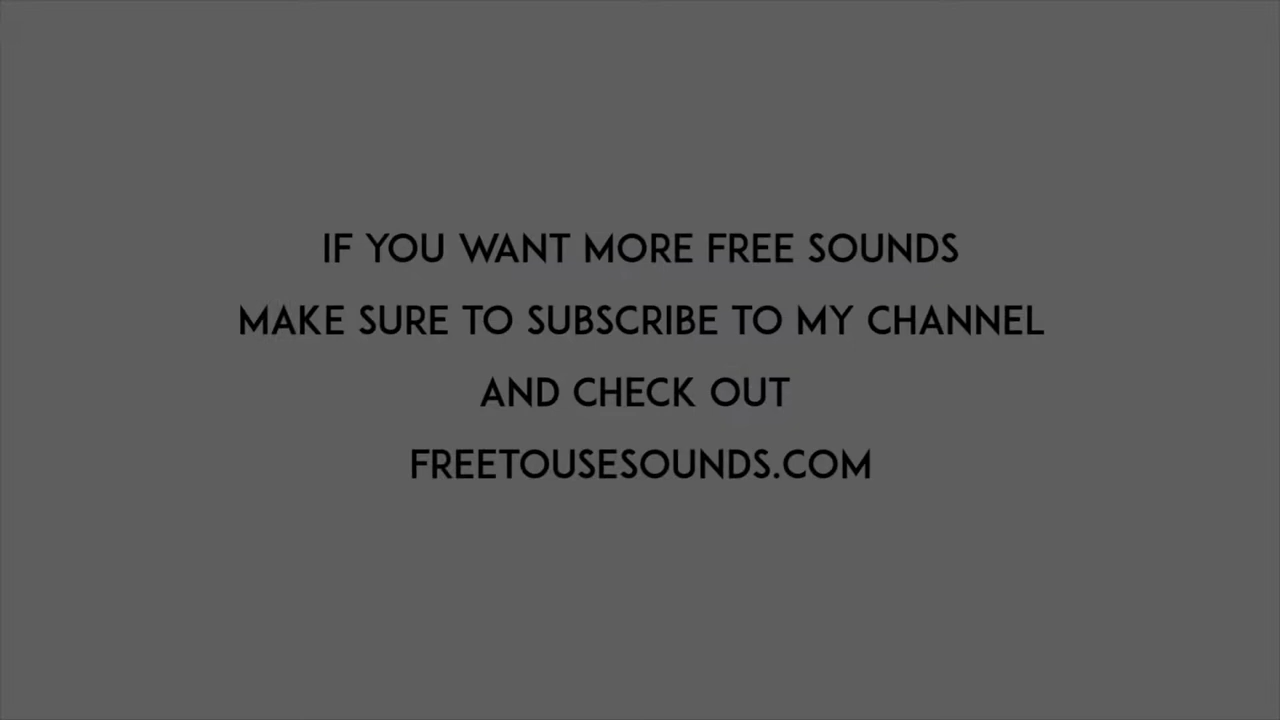 IF YOU WANT MORE FREE SOUNDS
MAKE SURE TO SUBSCRIBE TO MY CHANNEL
AND CHECK OUT
FREETOUSESOUNDS.COM